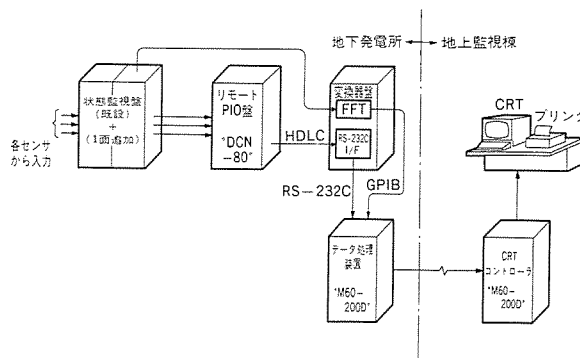 地下発電所
地上監視棟
状態監視盤
(既設)
+
(1面追加)
各センサ
から入力
リモート
PIO盤
"DCN
-80"
HDLC
変換器盤
FFT
RS-232C
I/F
RS-232C
GPIB
データ処理
装置
"M60-
200D"
CRT
プリンタ
CRT
コントローラ
"M60-
200D"